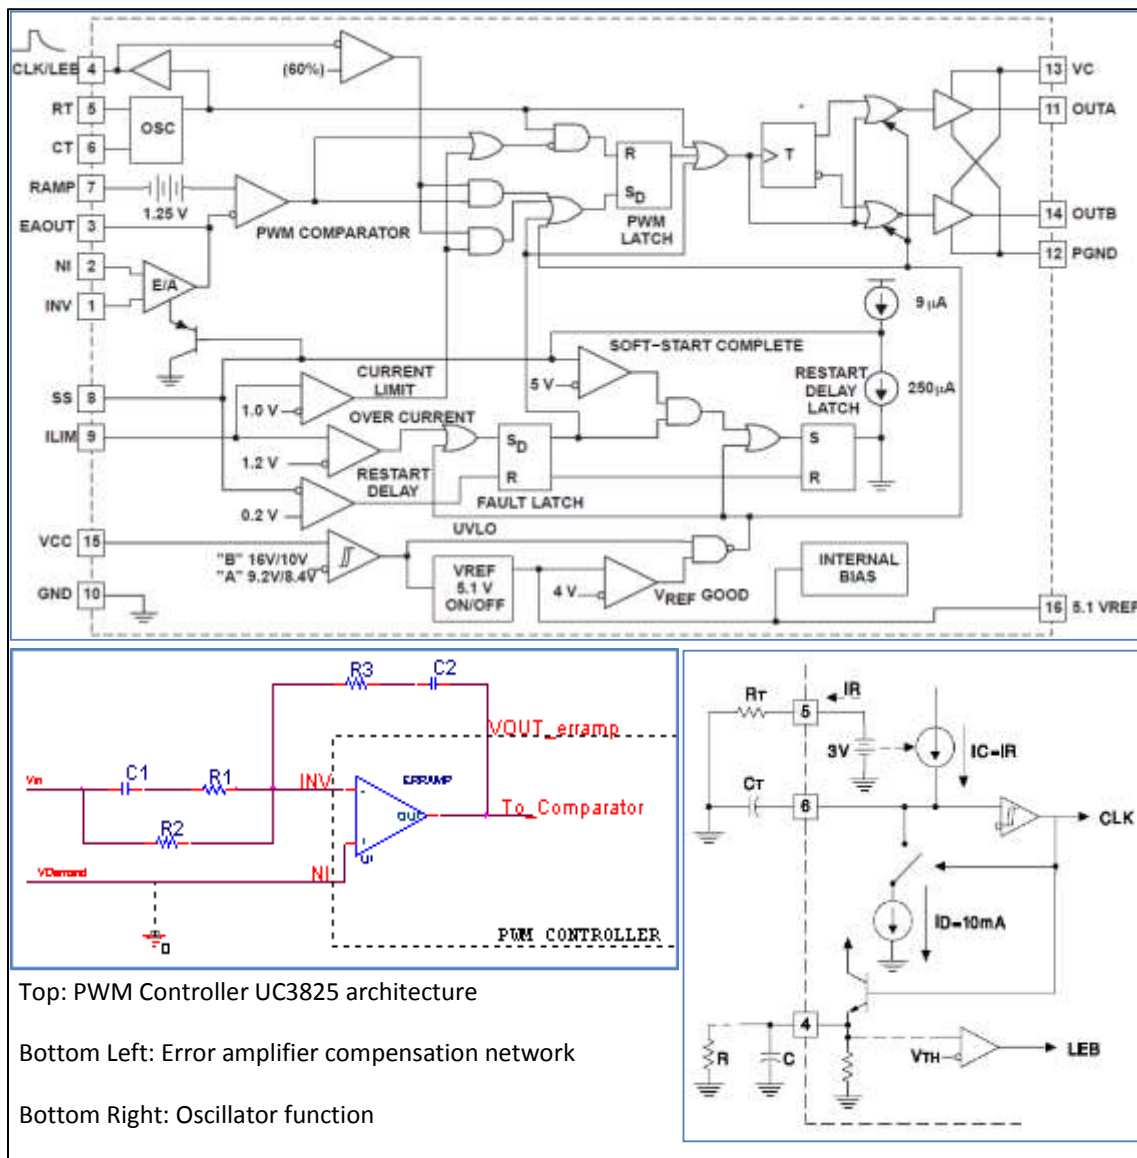 CLK/LEB 4
(60%)
13 VC
RT 5
OSC
11 OUTA
CT 6
R
T
RAMP 7
SD
1.25 V
PWM
LATCH
EAOUT 3
PWM COMPARATOR
14 OUTB
NI 2
12 PGND
E/A
INV 1
9 µA
SOFT-START COMPLETE
CURRENT
LIMIT
5 V
RESTART
DELAY
LATCH
250 µA
SS 8
1.0 V
OVER CURRENT
ILIM 9
SD
S
1.2 V
RESTART
DELAY
R
R
FAULT LATCH
0.2 V
UVLO
VCC 15
"B" 16V/10V
"A" 9.2V/8.4V
VREF
5.1 V
ON/OFF
4 V
VREF GOOD
INTERNAL
BIAS
GND 10
16 5.1 VREF
R3
C2
VOUT_erramp
Vin
C1
R1
INV
ERRAMP
-
OUT
To_Comparator
R2
+
U1
VDemand
NI
0
PWM CONTROLLER
RT
5
IR
3V
IC=IR
CT
6
CLK
ID=10mA
4
R
C
VTH
LEB
Top: PWM Controller UC3825 architecture
Bottom Left: Error amplifier compensation network
Bottom Right: Oscillator function